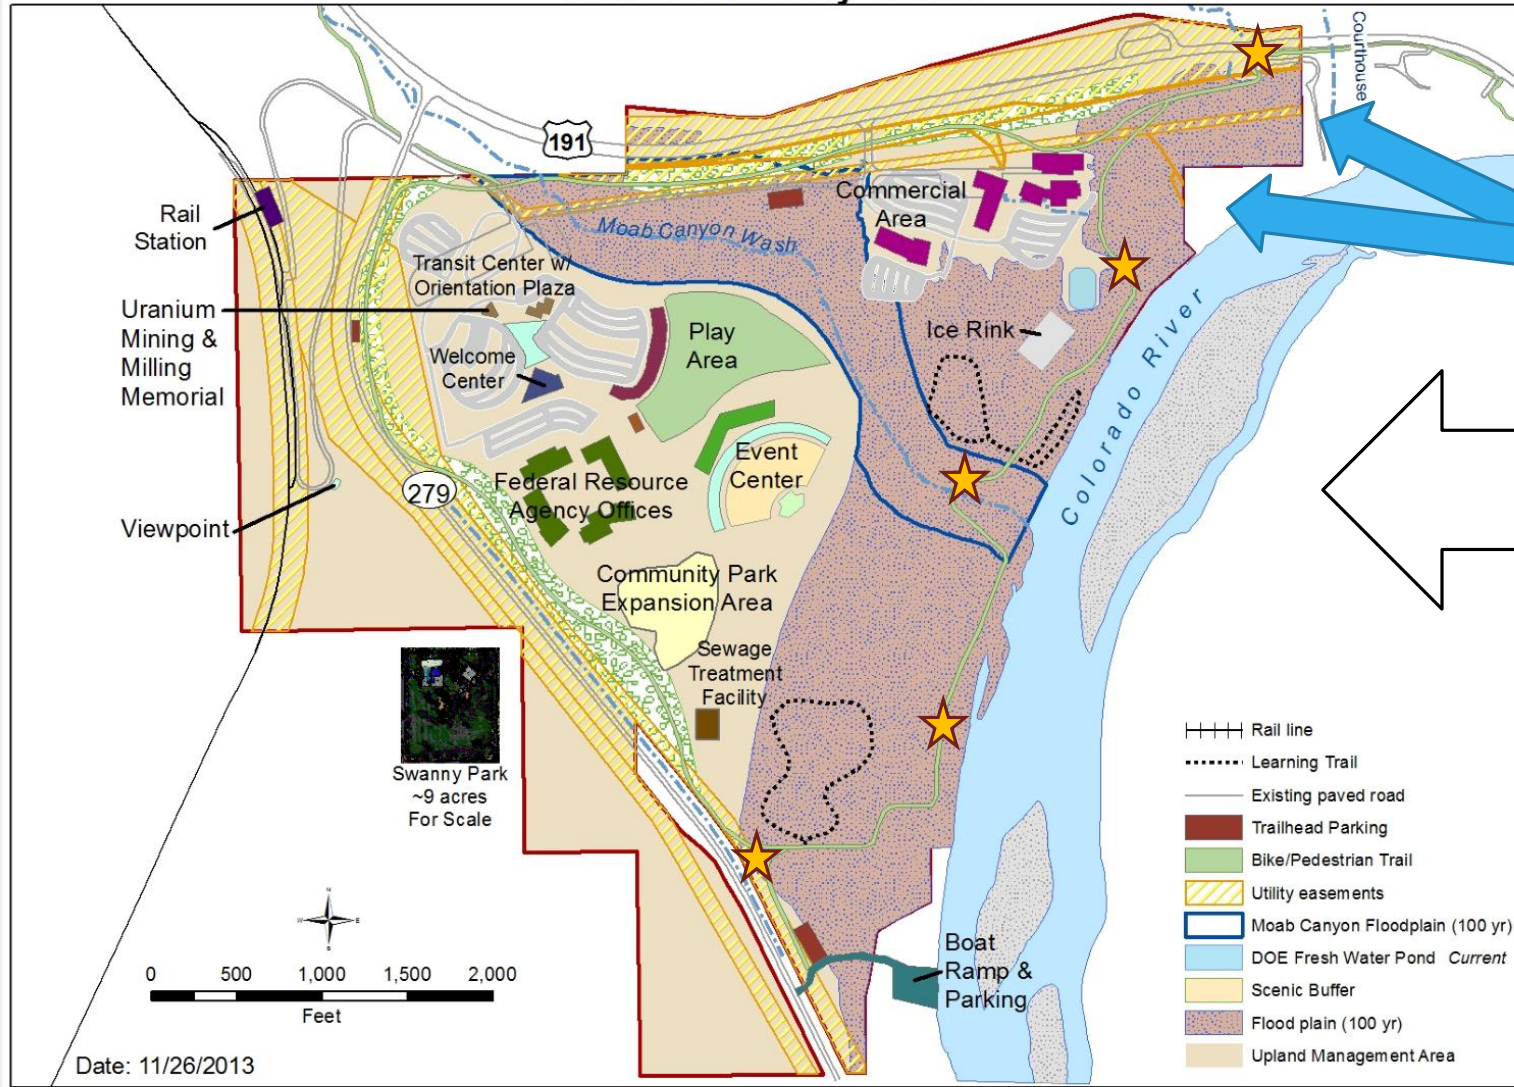 Courthouse
191
Rail
Station
Commercial
Area
Moab Canyon Wash
Transit Center w/
Orientation Plaza
Uranium
Mining &
Milling
Memorial
Welcome
Center
Play
Area
Ice Rink
Colorado River
Event
Center
279
Federal Resource
Agency Offices
Viewpoint
Community Park
Expansion Area
Sewage
Treatment
Facility
Swanny Park
~9 acres
For Scale
Boat
Ramp &
Parking
N
W
E
S
0 500 1,000 1,500 2,000
Feet
Date: 11/26/2013
Rail line
Learning Trail
Existing paved road
Trailhead Parking
Bike/Pedestrian Trail
Utility easements
Moab Canyon Floodplain (100 yr)
DOE Fresh Water Pond Current
Scenic Buffer
Flood plain (100 yr)
Upland Management Area